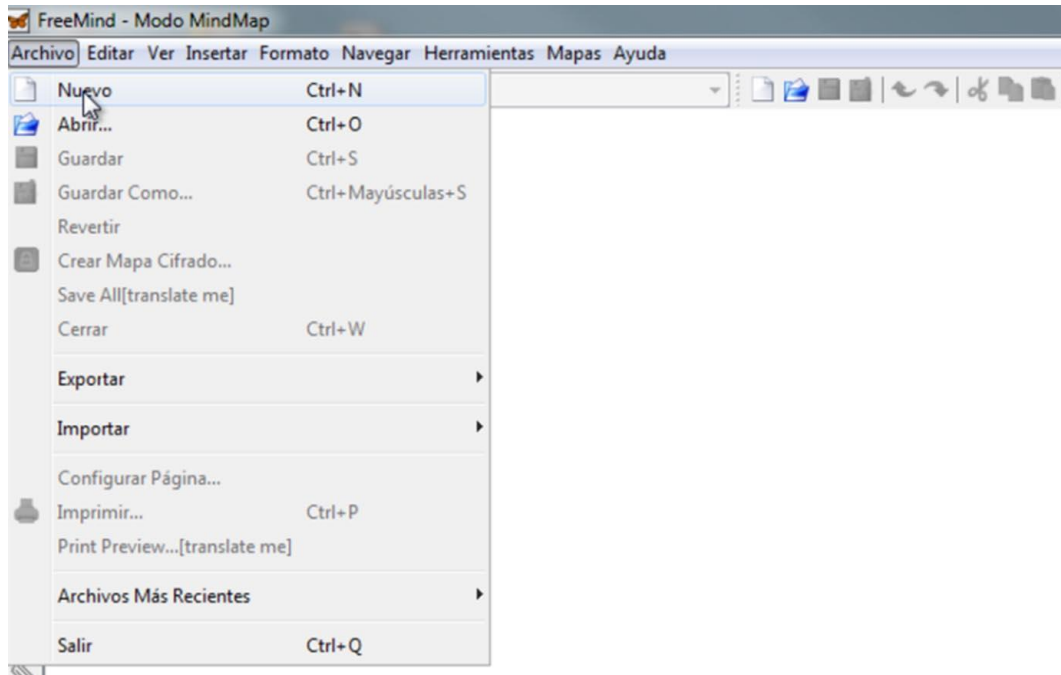 FreeMind - Modo MindMap
Archivo Editar Ver Insertar Formato Navegar Herramientas Mapas Ayuda
Nuevo Ctrl+N
Abrir... Ctrl+O
Guardar Ctrl+S
Guardar Como... Ctrl+Mayúsculas+S
Revertir
Crear Mapa Cifrado...
Save All[translate me]
Cerrar Ctrl+W
Exportar
Importar
Configurar Página...
Imprimir... Ctrl+P
Print Preview...[translate me]
Archivos Más Recientes
Salir Ctrl+Q